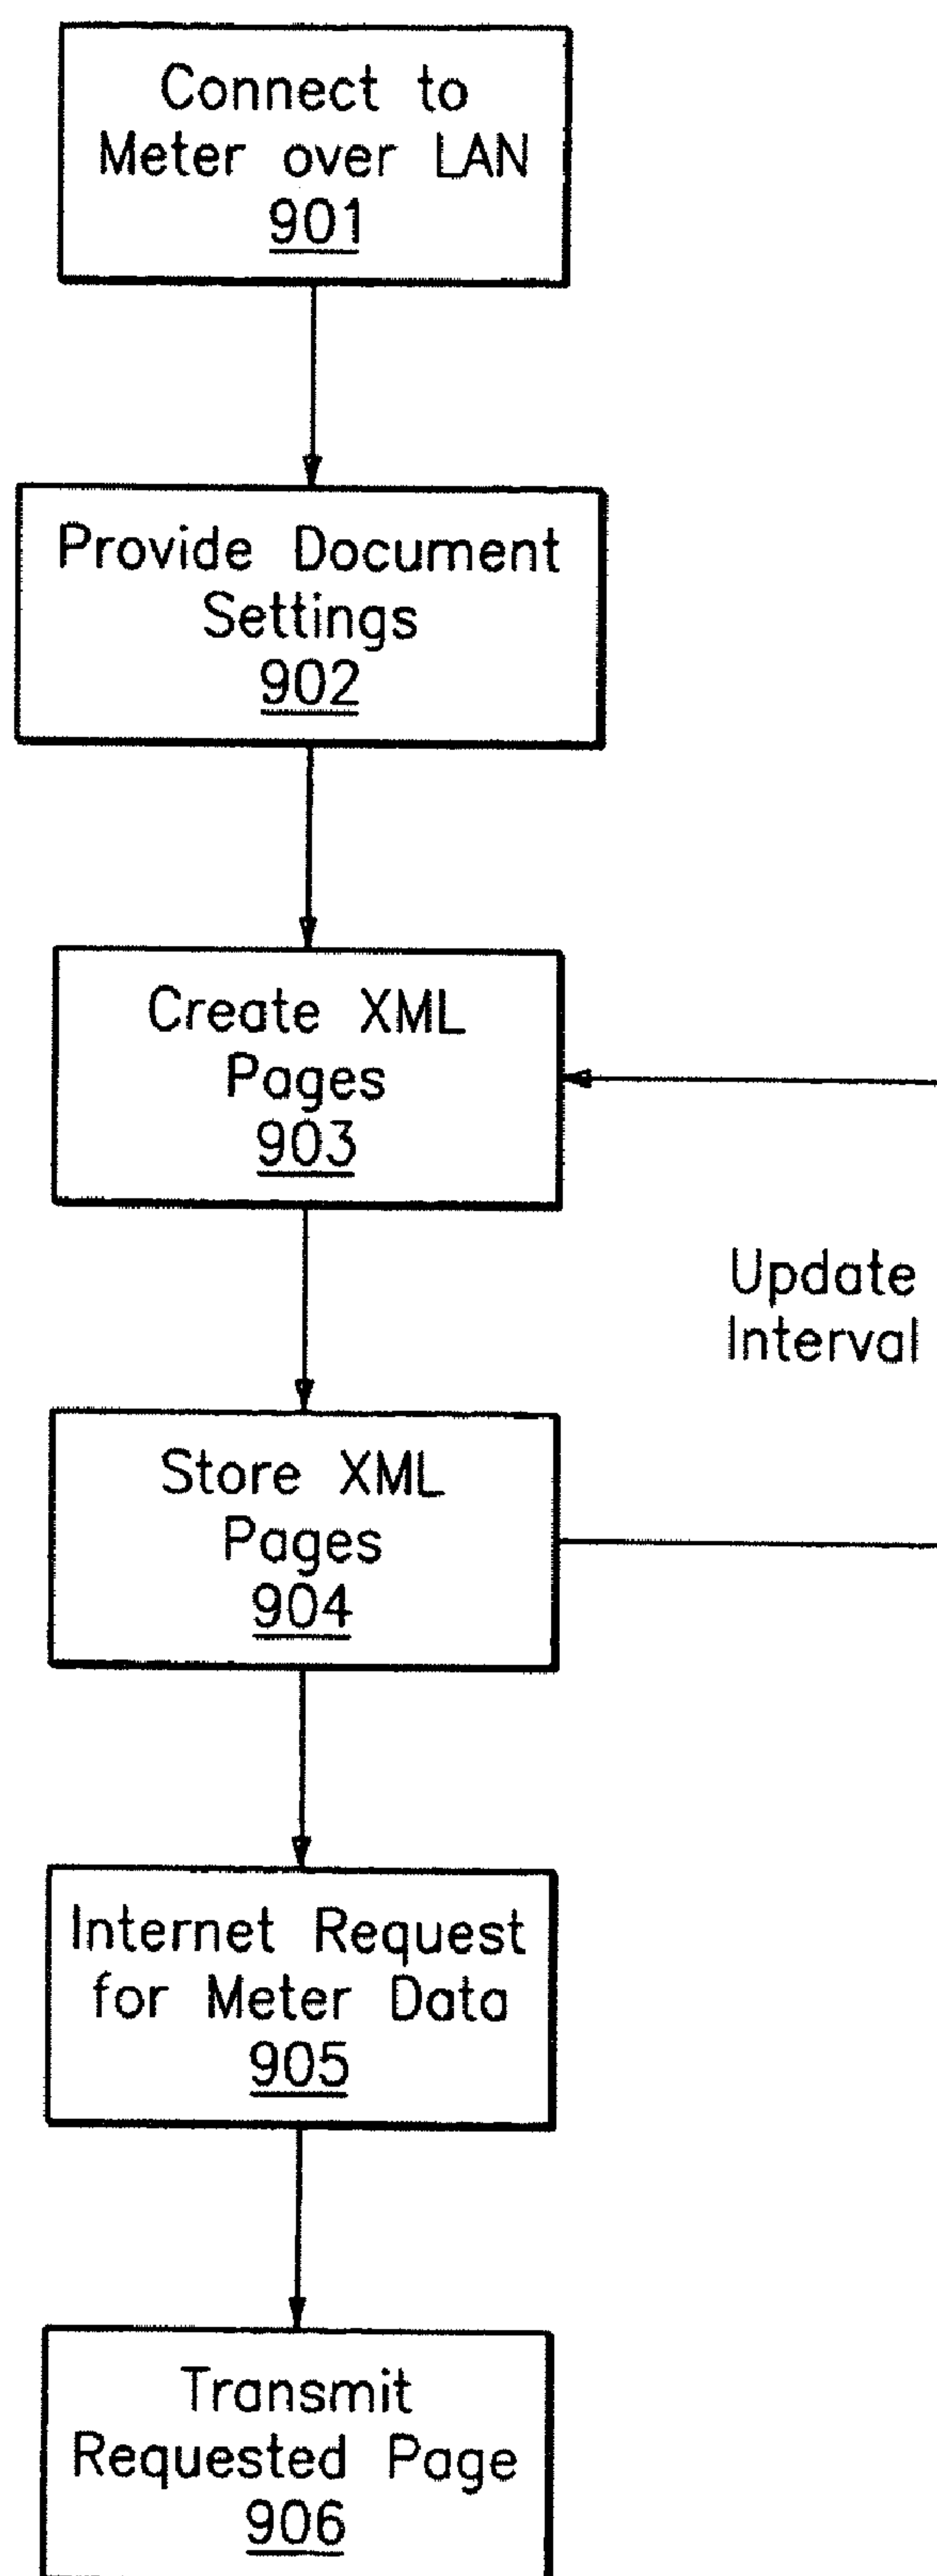 Connect to
Meter over LAN
901
Provide Document
Settings
902
Create XML
Pages
903
Update
Interval
Store XML
Pages
904
Internet Request
for Meter Data
905
Transmit
Requested Page
906